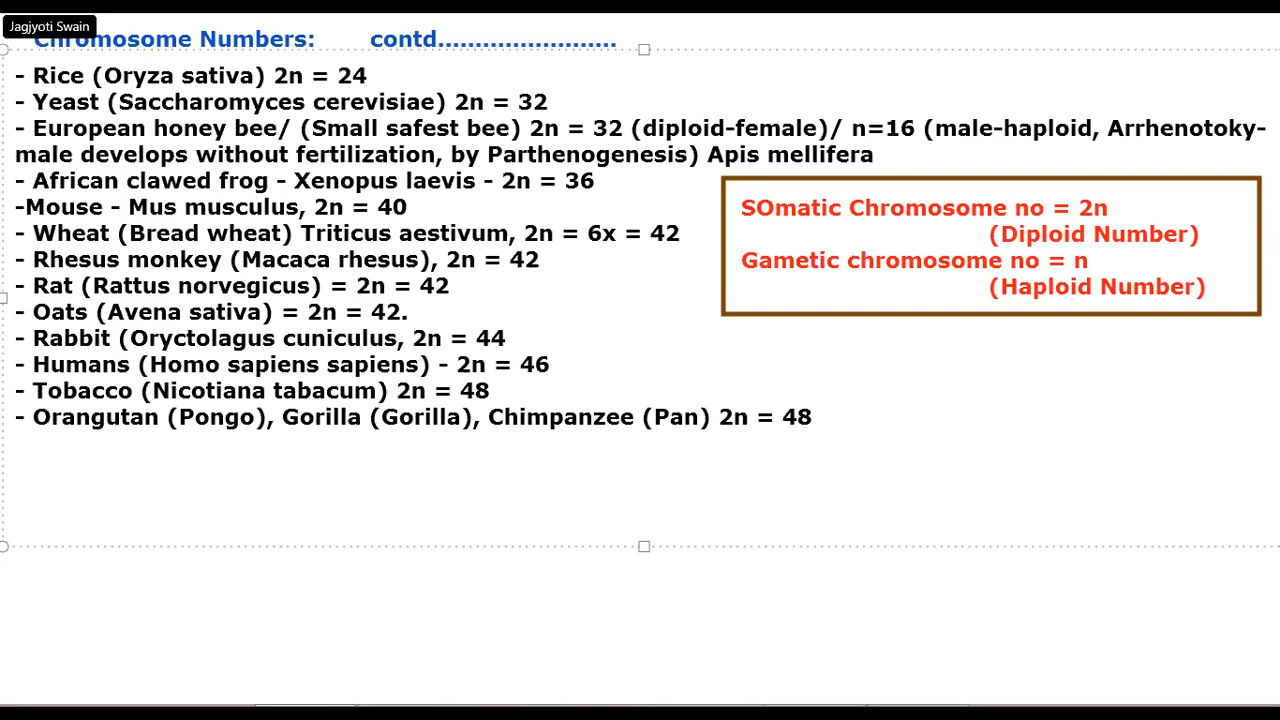 Jagjyoti Swain
Chromosome Numbers: contd........................
- Rice (Oryza sativa) 2n = 24
- Yeast (Saccharomyces cerevisiae) 2n = 32
- European honey bee/ (Small safest bee) 2n = 32 (diploid-female)/ n=16 (male-haploid, Arrhenotoky-
male develops without fertilization, by Parthenogenesis) Apis mellifera
- African clawed frog - Xenopus laevis - 2n = 36
-Mouse - Mus musculus, 2n = 40
- Wheat (Bread wheat) Triticus aestivum, 2n = 6x = 42
- Rhesus monkey (Macaca rhesus), 2n = 42
- Rat (Rattus norvegicus) = 2n = 42
- Oats (Avena sativa) = 2n = 42.
- Rabbit (Oryctolagus cuniculus, 2n = 44
- Humans (Homo sapiens sapiens) - 2n = 46
- Tobacco (Nicotiana tabacum) 2n = 48
- Orangutan (Pongo), Gorilla (Gorilla), Chimpanzee (Pan) 2n = 48
SOmatic Chromosome no = 2n
(Diploid Number)
Gametic chromosome no = n
(Haploid Number)